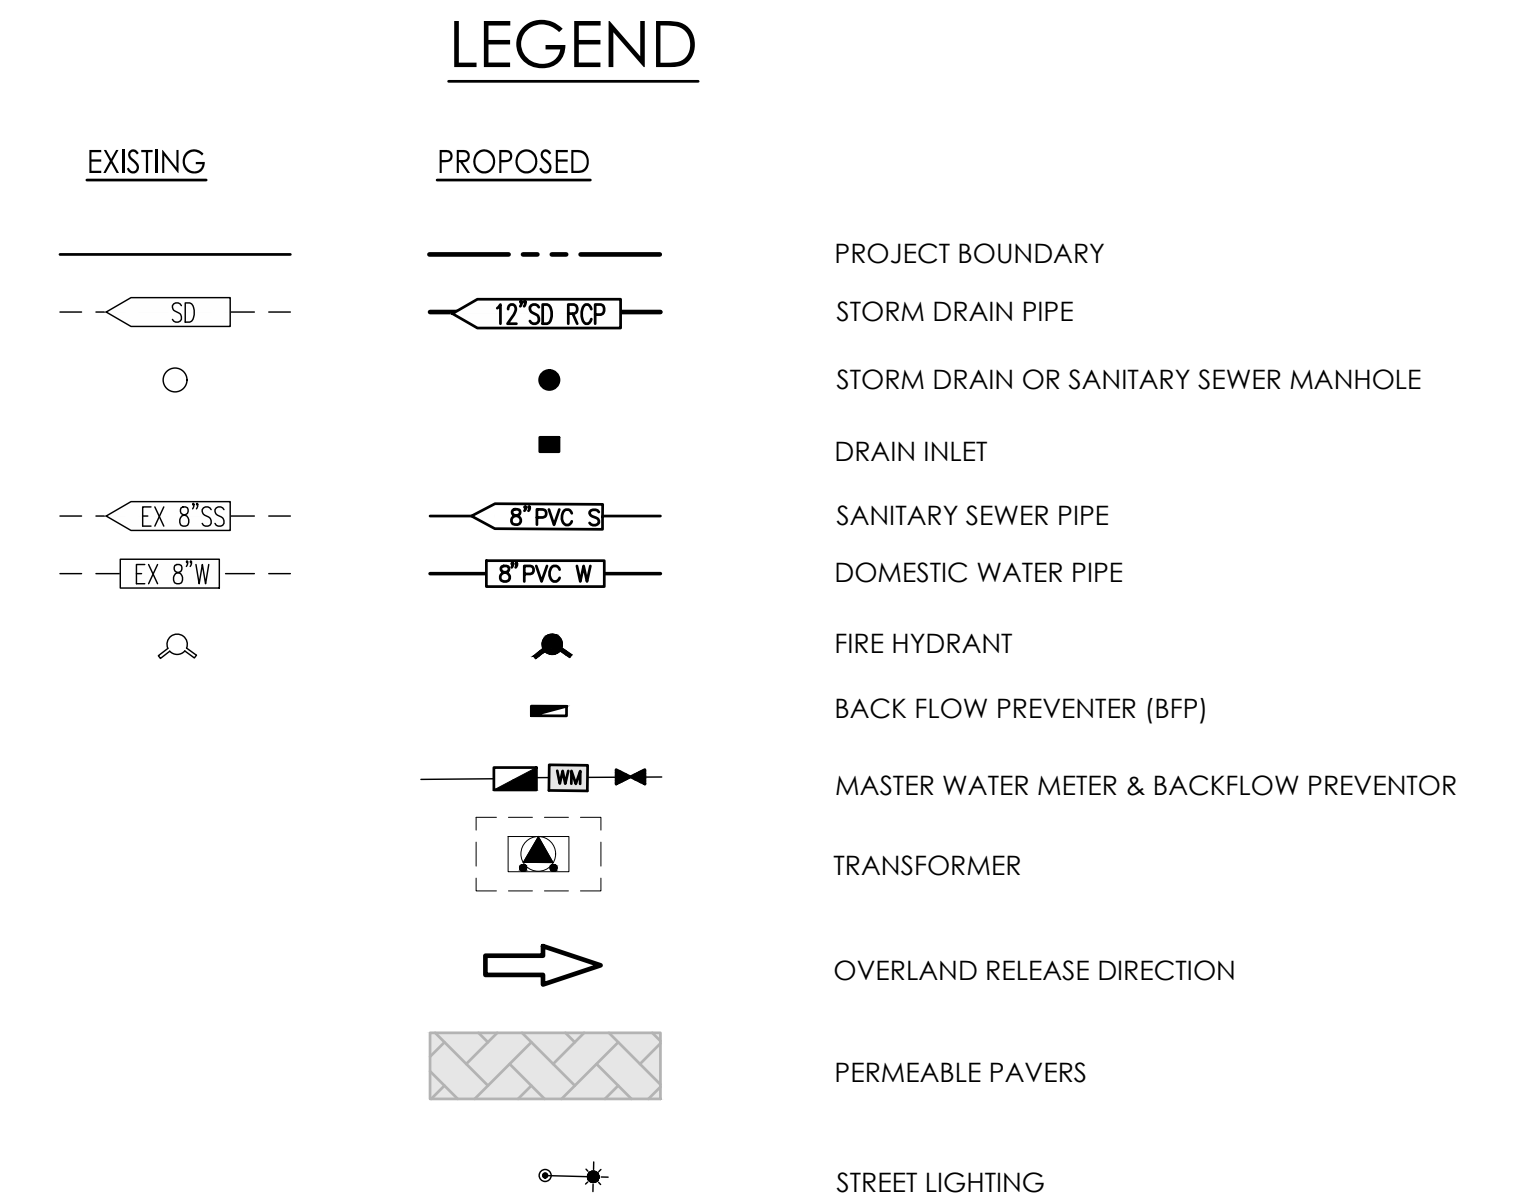 LEGEND
EXISTING PROPOSED
PROJECT BOUNDARY
SD 12"SD RCP STORM DRAIN PIPE
STORM DRAIN OR SANITARY SEWER MANHOLE
DRAIN INLET
EX 8"SS 8"PVC S SANITARY SEWER PIPE
EX 8"W 8"PVC W DOMESTIC WATER PIPE
FIRE HYDRANT
BACK FLOW PREVENTER (BFP)
WM MASTER WATER METER & BACKFLOW PREVENTOR
TRANSFORMER
OVERLAND RELEASE DIRECTION
PERMEABLE PAVERS
STREET LIGHTING